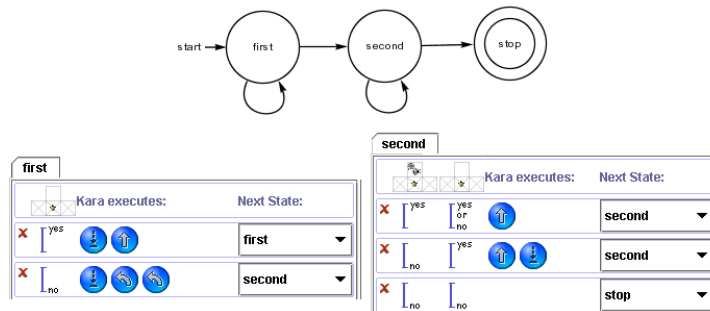 start first second stop
second
first
Kara executes: Next State:
Kara executes: Next State:
yes first
yes yes or no second
no second
no yes second
no no stop